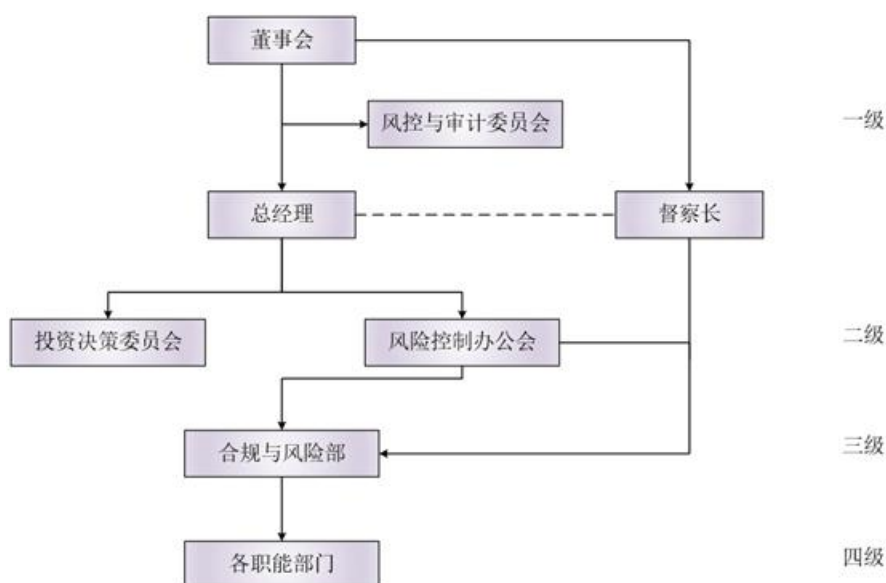 董事会
风控与审计委员会
一级
总经理
督察长
投资决策委员会
风险控制办公会
二级
合规与风险部
三级
各职能部门
四级